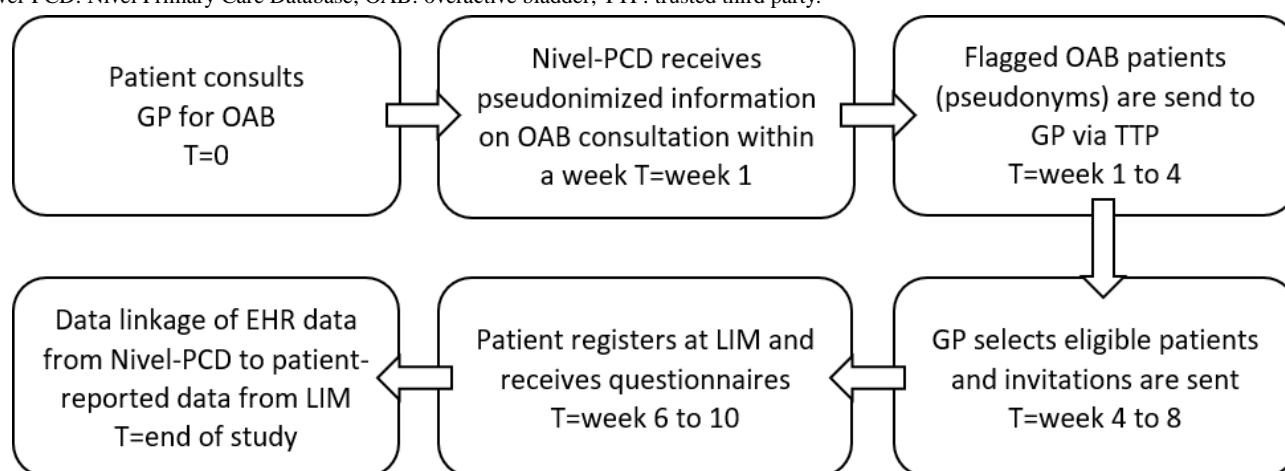 vel-PCD: Nivel Primary Care Database; OAB: overactive bladder; TTP: trusted third party.
Patient consults
GP for OAB
T=0
Nivel-PCD receives
pseudonimized information
on OAB consultation within
a week T=week 1
Flagged OAB patients
(pseudonyms) are send to
GP via TTP
T=week 1 to 4
GP selects eligible patients
and invitations are sent
T=week 4 to 8
Patient registers at LIM and
receives questionnaires
T=week 6 to 10
Data linkage of EHR data
from Nivel-PCD to patient-
reported data from LIM
T=end of study